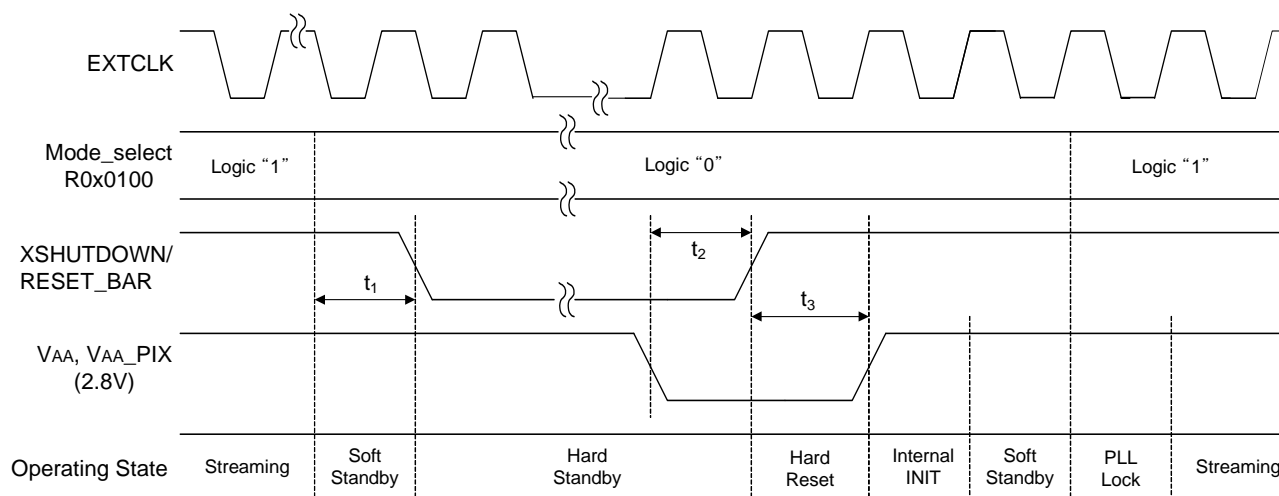 EXTCLK
Mode_select
R0x0100
Logic “1”
Logic “0”
Logic “1”
XSHUTDOWN/
RESET_BAR
t1
t2
t3
VAA, VAA_PIX
(2.8V)
Operating State
Streaming
Soft
Standby
Hard
Standby
Hard
Reset
Internal
INIT
Soft
Standby
PLL
Lock
Streaming